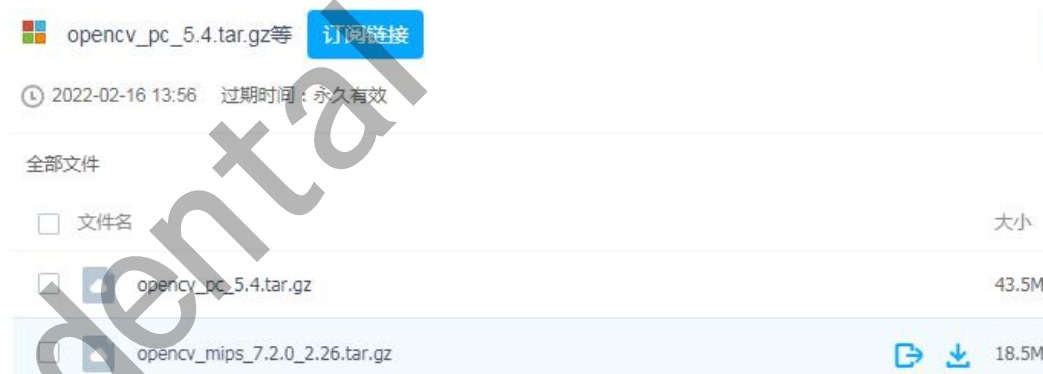 opencv_pc_5.4.tar.gz等 订阅链接
2022-02-16 13:56 过期时间：永久有效
全部文件
文件名 大小
opencv_pc_5.4.tar.gz 43.5M
opencv_mips_7.2.0_2.26.tar.gz 18.5M
dental